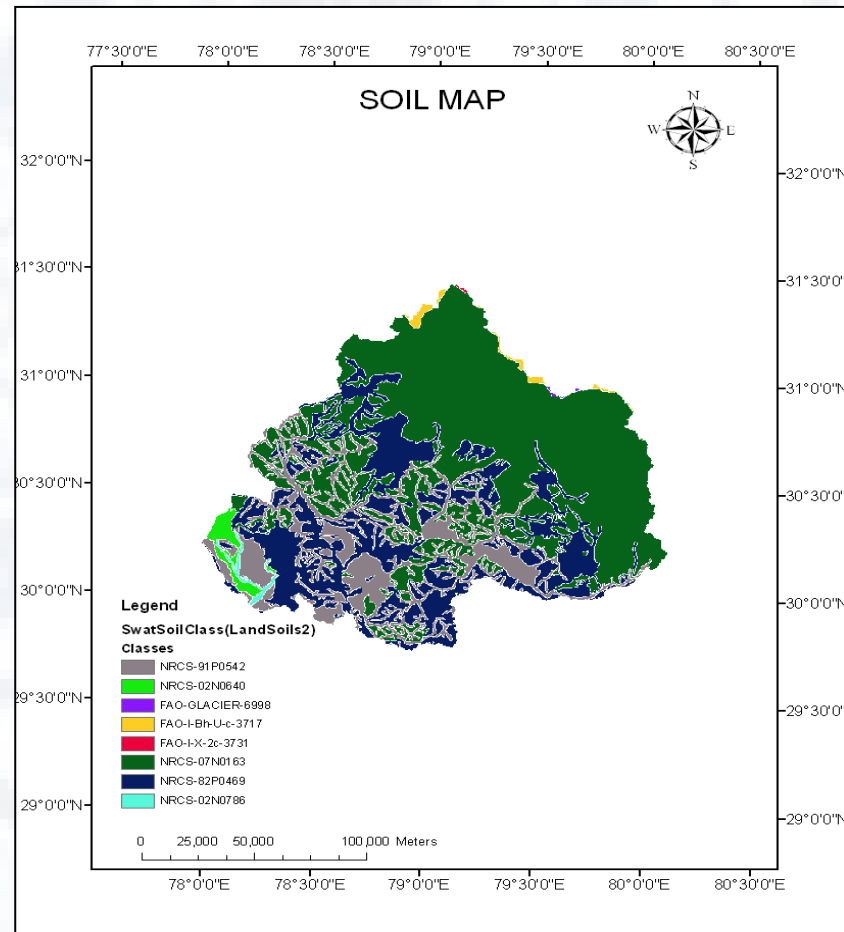 77°30'0"E 78°0'0"E 78°30'0"E 79°0'0"E 79°30'0"E 80°0'0"E 80°30'0"E
SOIL MAP
N
W E
S
32°0'0"N 32°0'0"N
31°30'0"N 31°30'0"N
31°0'0"N 31°0'0"N
30°30'0"N 30°30'0"N
30°0'0"N 30°0'0"N
29°30'0"N 29°30'0"N
29°0'0"N 29°0'0"N
Legend
SwatSoilClass(LandSoils2)
Classes
NRCS-91P0542
NRCS-02N0640
FAO-GLACIER-6998
FAO-I-Bh-U-c-3717
FAO-I-X-2c-3731
NRCS-07N0163
NRCS-82P0469
NRCS-02N0786
0 25,000 50,000 100,000 Meters
78°0'0"E 78°30'0"E 79°0'0"E 79°30'0"E 80°0'0"E 80°30'0"E